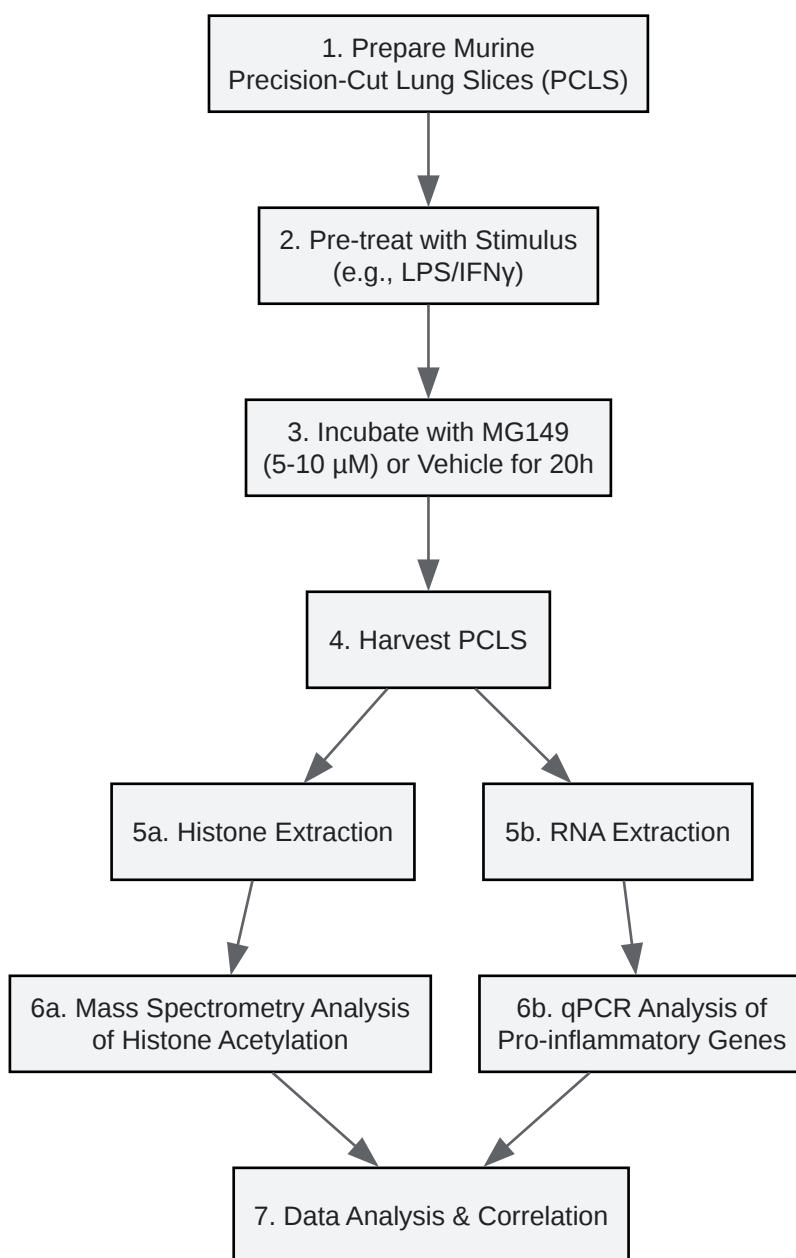 1. Prepare Murine
Precision-Cut Lung Slices (PCLS)
2. Pre-treat with Stimulus
(e.g., LPS/IFNγ)
3. Incubate with MG149
(5-10 µM) or Vehicle for 20h
4. Harvest PCLS
5a. Histone Extraction
5b. RNA Extraction
6a. Mass Spectrometry Analysis
of Histone Acetylation
6b. qPCR Analysis of
Pro-inflammatory Genes
7. Data Analysis & Correlation